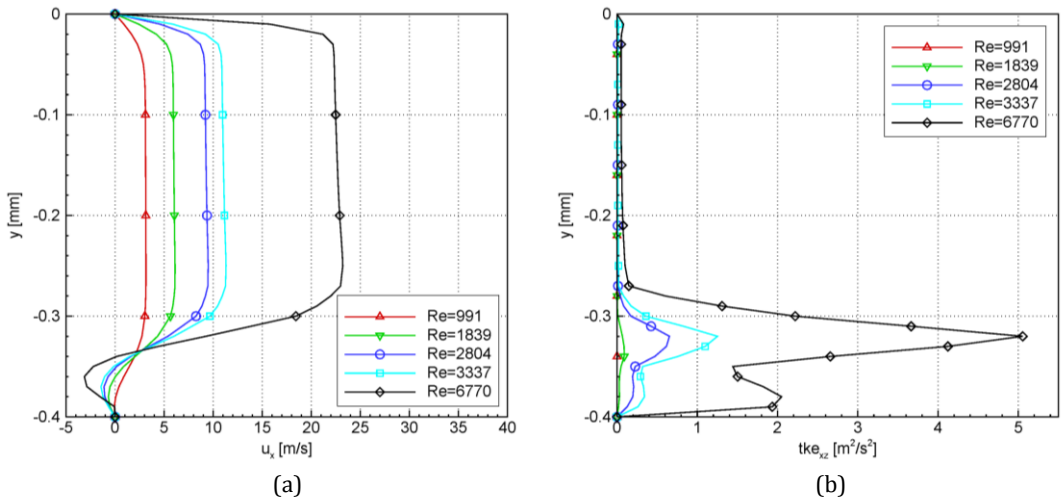 0
-0.1
-0.2
-0.3
-0.4
y [mm]
-5 0 5 10 15 20 25 30 35 40
u_x [m/s]
Re=991
Re=1839
Re=2804
Re=3337
Re=6770
(a)
0
-0.1
-0.2
-0.3
-0.4
y [mm]
0 1 2 3 4 5
tke_xz [m²/s²]
Re=991
Re=1839
Re=2804
Re=3337
Re=6770
(b)